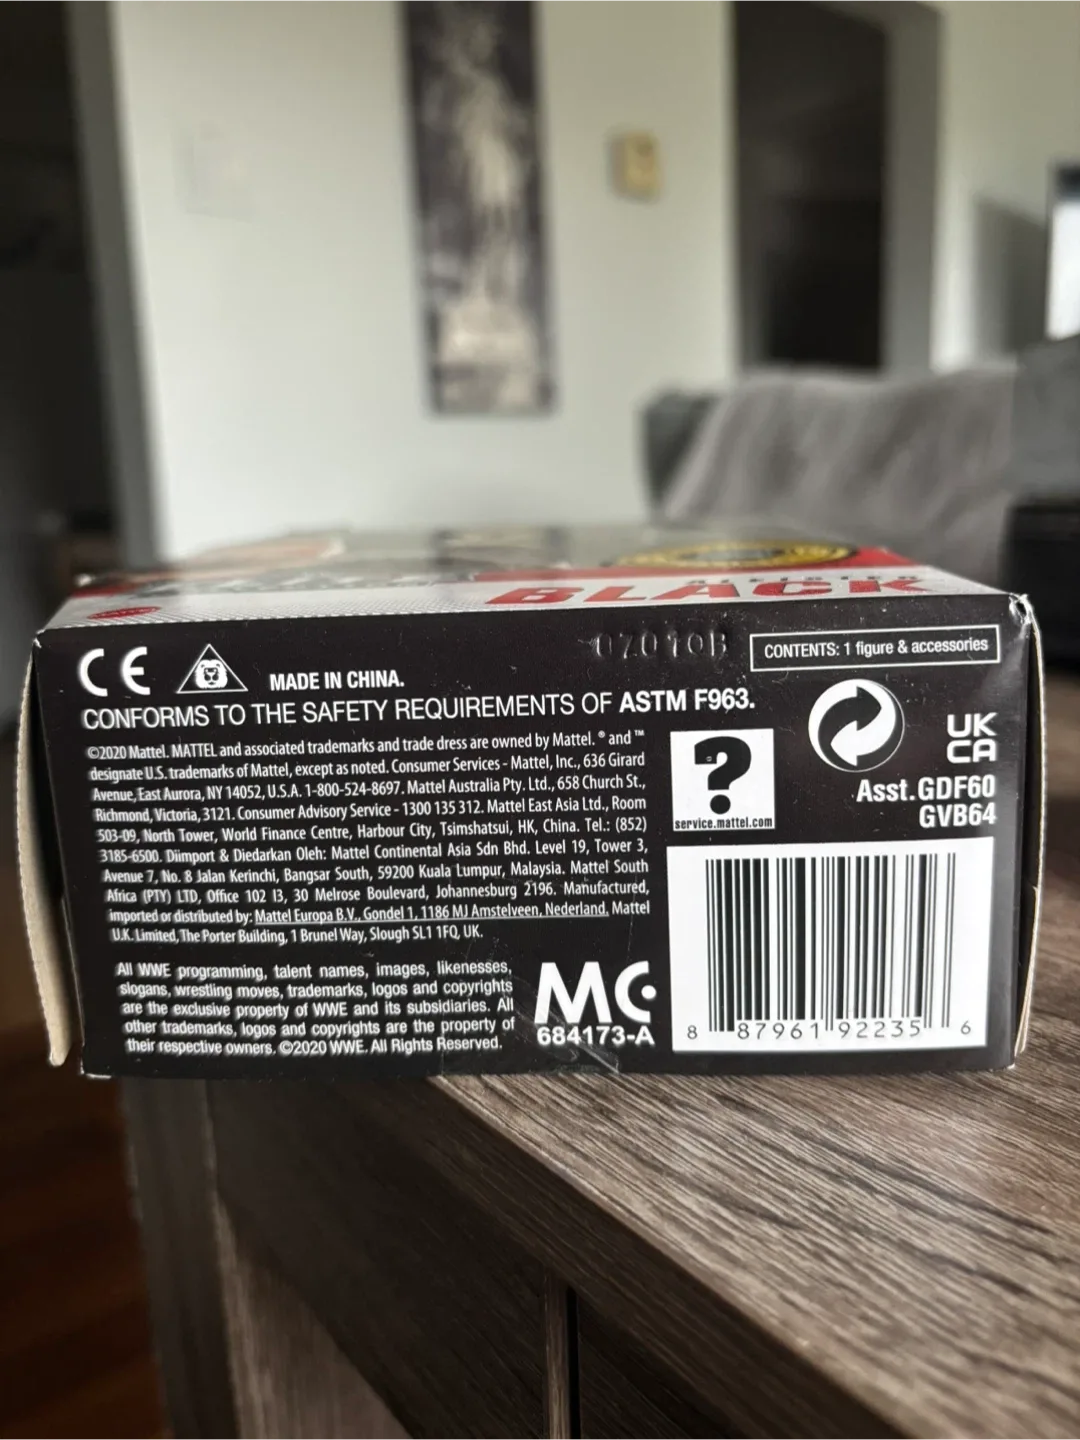 ALEISTER
BLACK
CE
07010B
CONTENTS: 1 figure & accessories
MADE IN CHINA.
CONFORMS TO THE SAFETY REQUIREMENTS OF ASTM F963.
©2020 Mattel. MATTEL and associated trademarks and trade dress are owned by Mattel. ® and ™
designate U.S. trademarks of Mattel, except as noted. Consumer Services - Mattel, Inc., 636 Girard
Avenue, East Aurora, NY 14052, U.S.A. 1-800-524-8697. Mattel Australia Pty. Ltd., 658 Church St.,
Richmond, Victoria, 3121. Consumer Advisory Service - 1300 135 312. Mattel East Asia Ltd., Room
503-09, North Tower, World Finance Centre, Harbour City, Tsimshatsui, HK, China. Tel.: (852)
3185-6500. Diimport & Diedarkan Oleh: Mattel Continental Asia Sdn Bhd. Level 19, Tower 3,
Avenue 7, No. 8 Jalan Kerinchi, Bangsar South, 59200 Kuala Lumpur, Malaysia. Mattel South
Africa (PTY) LTD, Office 102 I3, 30 Melrose Boulevard, Johannesburg 2196. Manufactured,
imported or distributed by: Mattel Europa B.V., Gondel 1, 1186 MJ Amstelveen, Nederland. Mattel
U.K. Limited, The Porter Building, 1 Brunel Way, Slough SL1 1FQ, UK.
?
service.mattel.com
UK
CA
Asst.GDF60
GVB64
All WWE programming, talent names, images, likenesses,
slogans, wrestling moves, trademarks, logos and copyrights
are the exclusive property of WWE and its subsidiaries. All
other trademarks, logos and copyrights are the property of
their respective owners. ©2020 WWE. All Rights Reserved.
MC
684173-A
8 87961 92235 6